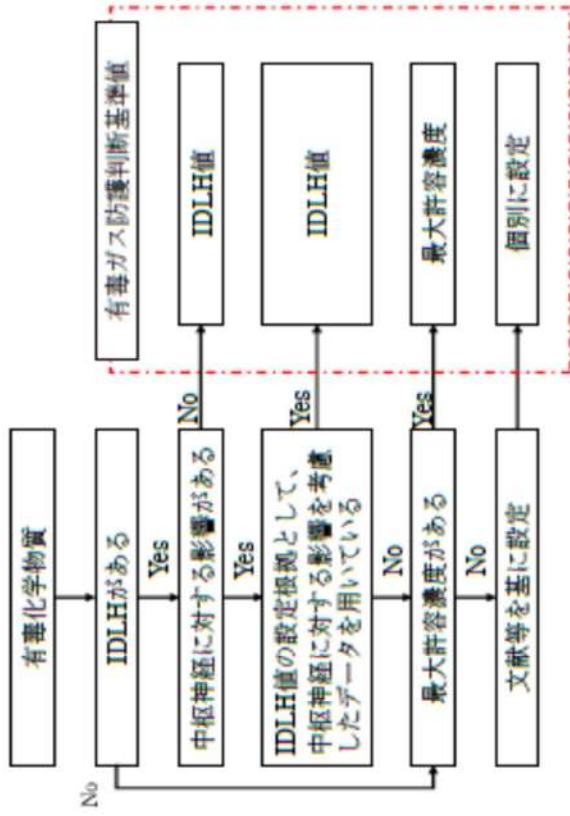 有毒化学物質
有毒ガス防護判断基準値
IDLHがある
No
Yes
中枢神経に対する影響がある
No
IDLH値
Yes
IDLH値の設定根拠として、
中枢神経に対する影響を考慮
したデータを用いている
Yes
IDLH値
No
最大許容濃度がある
Yes
最大許容濃度
No
文献等を基に設定
個別に設定